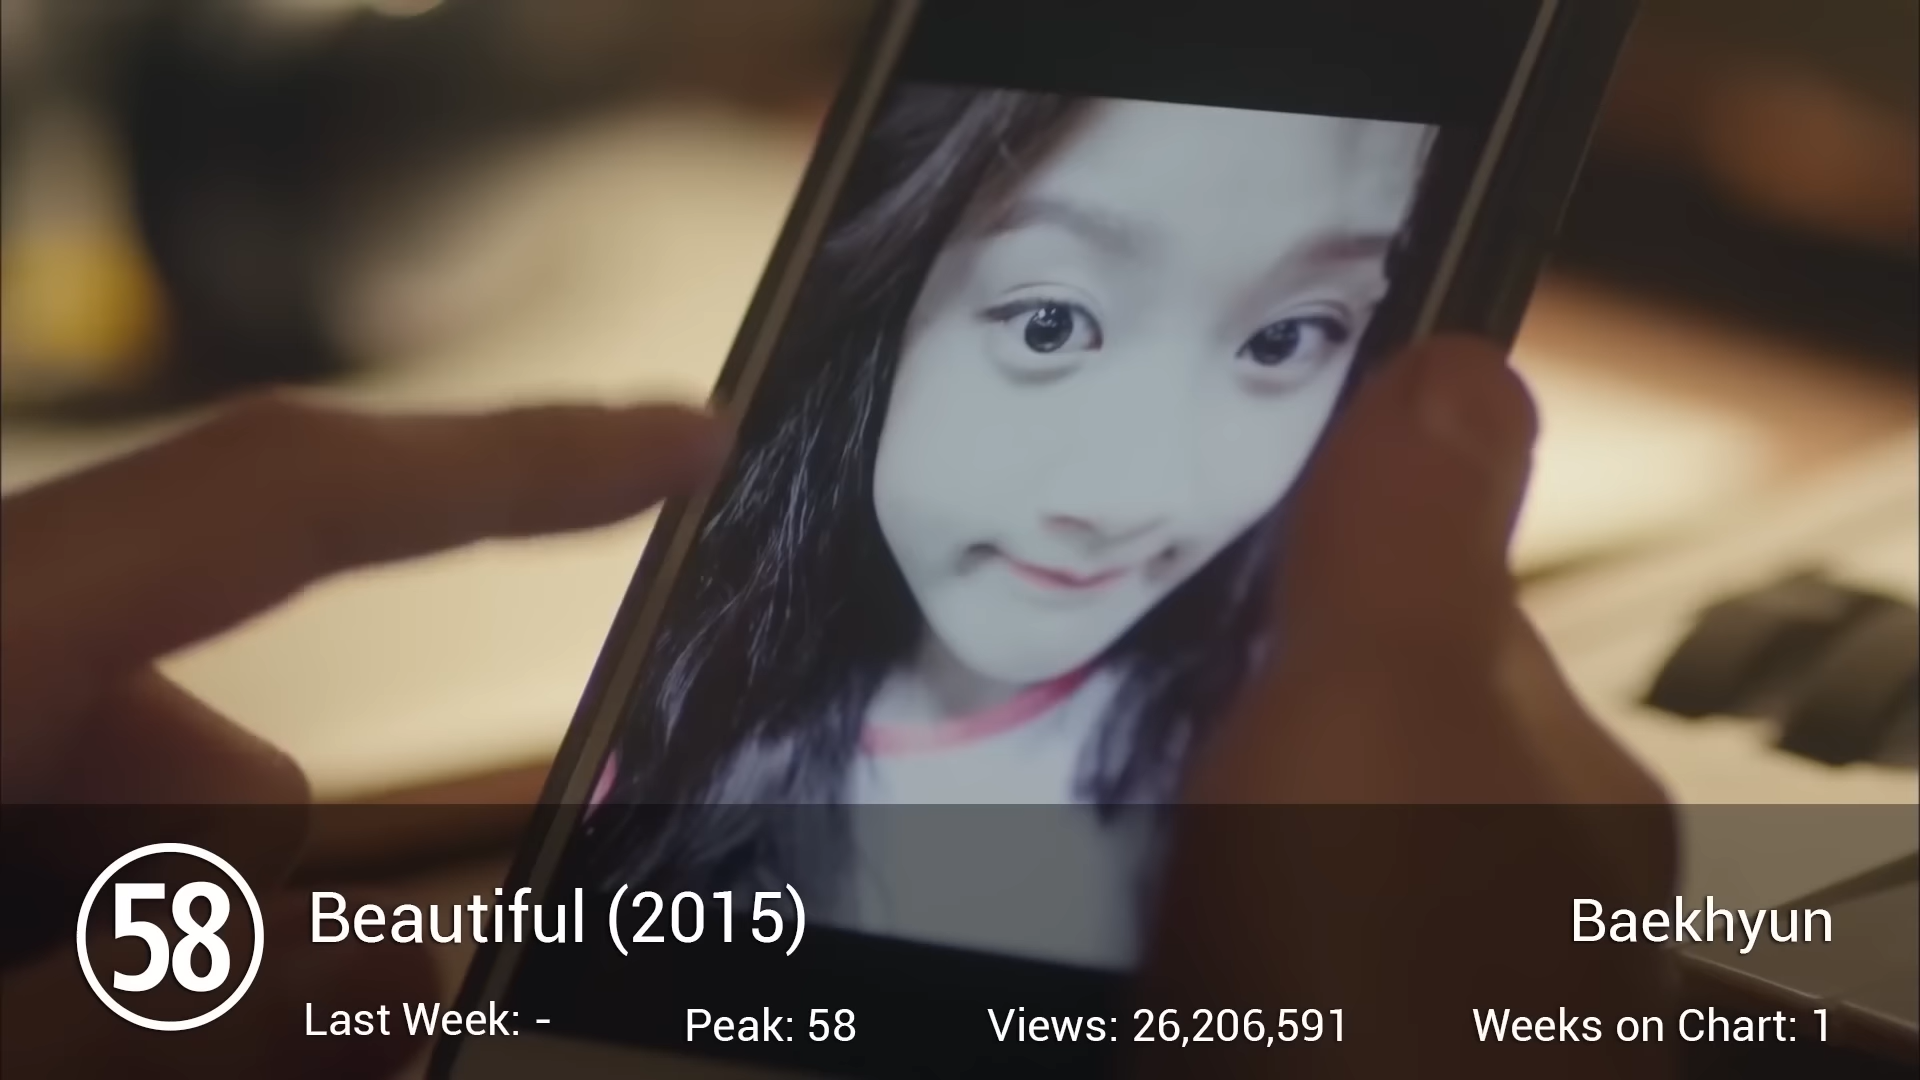 58
Beautiful (2015)
Baekhyun
Last Week: -
Peak: 58
Views: 26,206,591
Weeks on Chart: 1